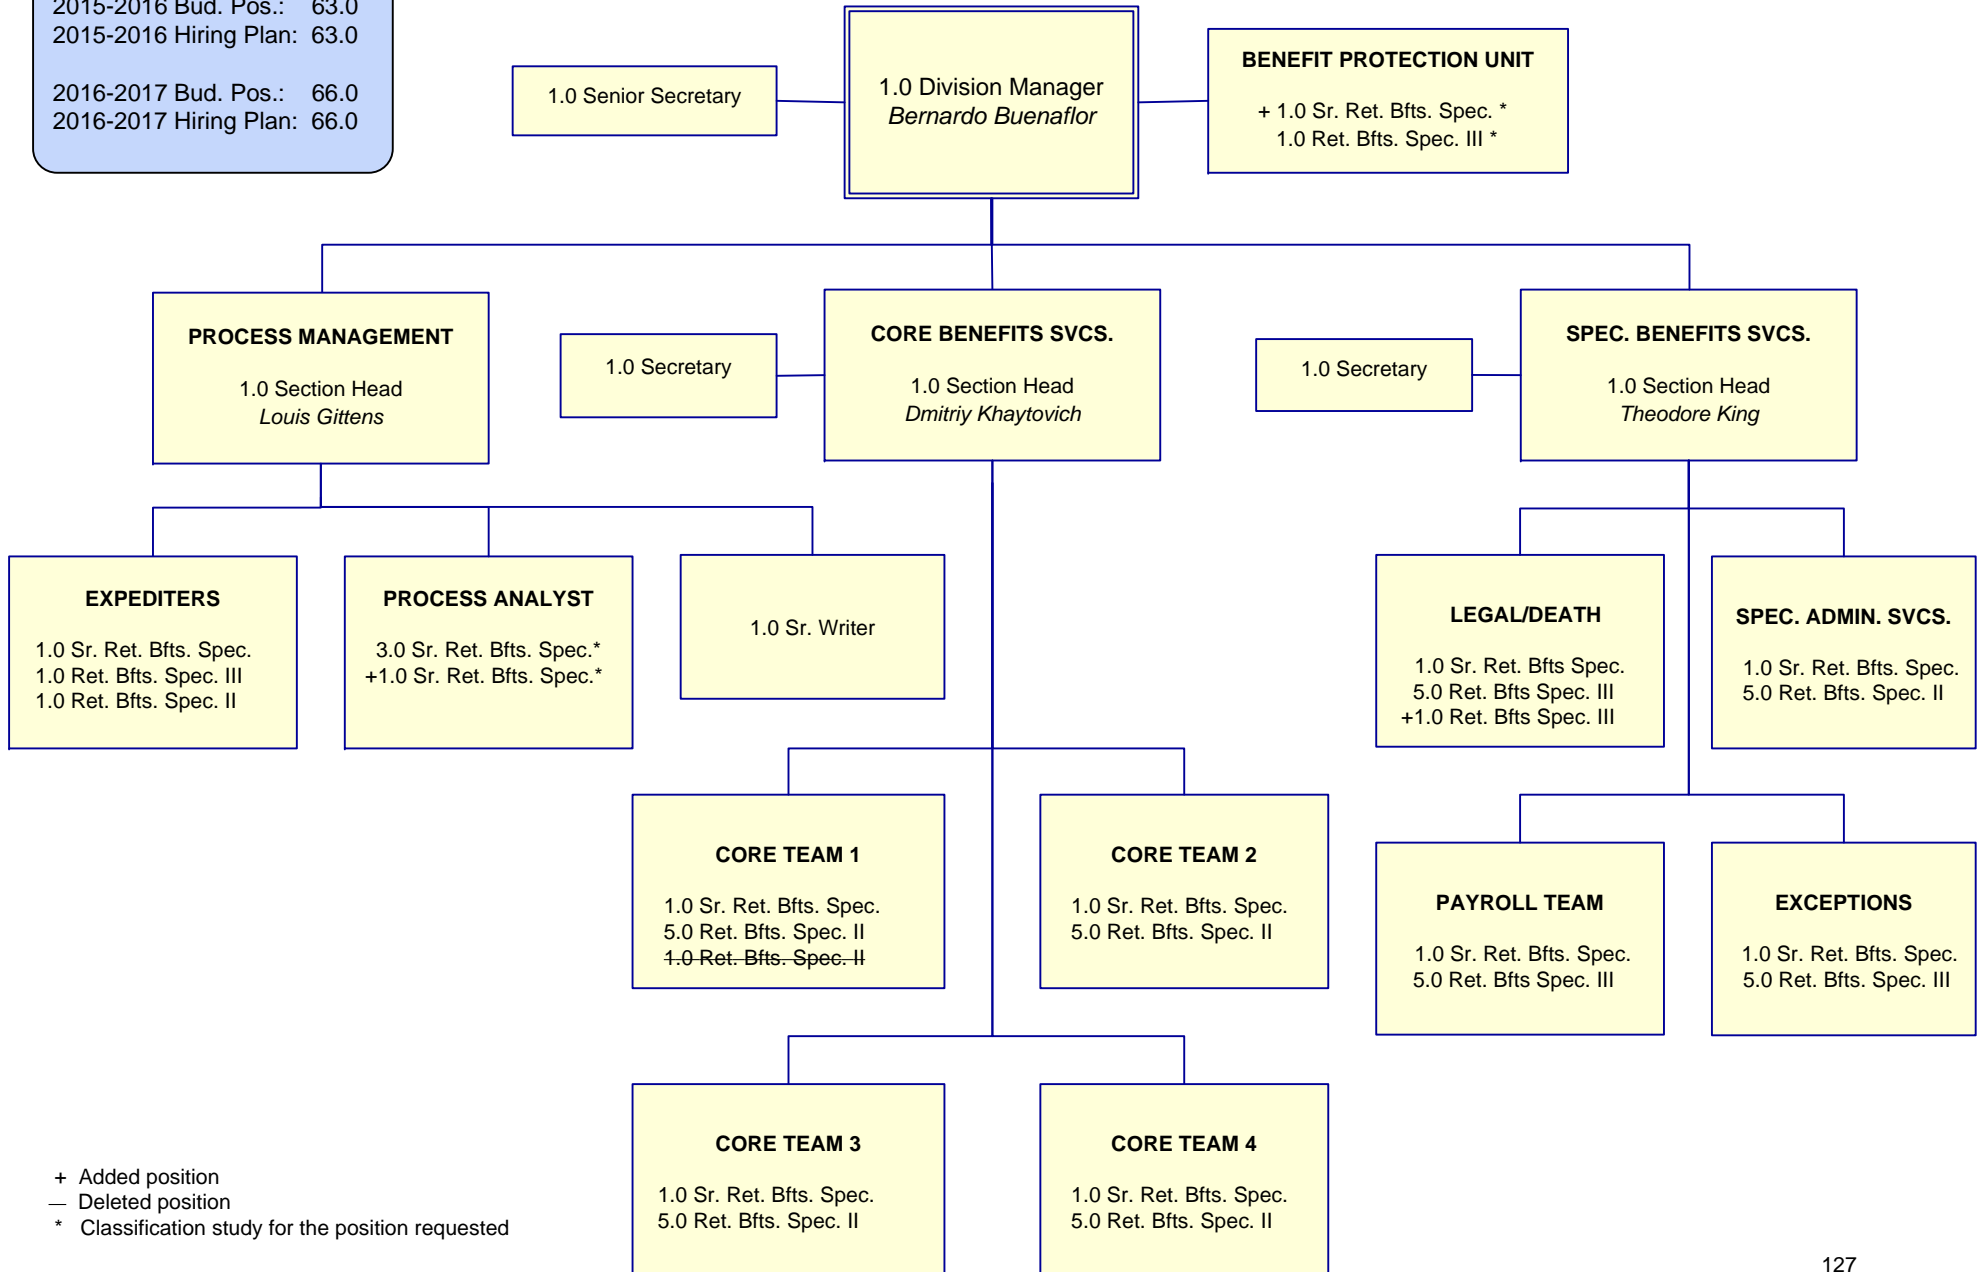 2015-2016 Bud. Pos.: 63.0
2015-2016 Hiring Plan: 63.0
2016-2017 Bud. Pos.: 66.0
2016-2017 Hiring Plan: 66.0
1.0 Senior Secretary
1.0 Division Manager
Bernardo Buenaflor
BENEFIT PROTECTION UNIT
+ 1.0 Sr. Ret. Bfts. Spec. *
1.0 Ret. Bfts. Spec. III *
PROCESS MANAGEMENT
1.0 Section Head
Louis Gittens
1.0 Secretary
CORE BENEFITS SVCS.
1.0 Section Head
Dmitriy Khaytovich
1.0 Secretary
SPEC. BENEFITS SVCS.
1.0 Section Head
Theodore King
EXPEDITERS
1.0 Sr. Ret. Bfts. Spec.
1.0 Ret. Bfts. Spec. III
1.0 Ret. Bfts. Spec. II
PROCESS ANALYST
3.0 Sr. Ret. Bfts. Spec.*
+1.0 Sr. Ret. Bfts. Spec.*
1.0 Sr. Writer
LEGAL/DEATH
1.0 Sr. Ret. Bfts Spec.
5.0 Ret. Bfts Spec. III
+1.0 Ret. Bfts Spec. III
SPEC. ADMIN. SVCS.
1.0 Sr. Ret. Bfts. Spec.
5.0 Ret. Bfts. Spec. II
CORE TEAM 1
1.0 Sr. Ret. Bfts. Spec.
5.0 Ret. Bfts. Spec. II
1.0 Ret. Bfts. Spec. II
CORE TEAM 2
1.0 Sr. Ret. Bfts. Spec.
5.0 Ret. Bfts. Spec. II
PAYROLL TEAM
1.0 Sr. Ret. Bfts. Spec.
5.0 Ret. Bfts Spec. III
EXCEPTIONS
1.0 Sr. Ret. Bfts. Spec.
5.0 Ret. Bfts. Spec. III
CORE TEAM 3
1.0 Sr. Ret. Bfts. Spec.
5.0 Ret. Bfts. Spec. II
CORE TEAM 4
1.0 Sr. Ret. Bfts. Spec.
5.0 Ret. Bfts. Spec. II
+ Added position
— Deleted position
* Classification study for the position requested
127